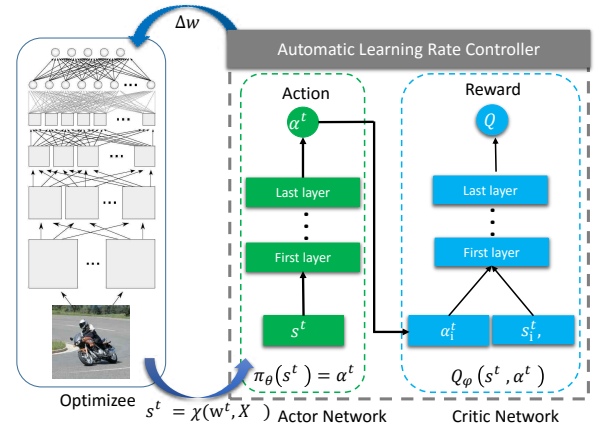 Δw
Automatic Learning Rate Controller
Action
Reward
α^t
Q
Last layer
Last layer
First layer
First layer
s^t
α_i^t
s_i^t,
π_θ(s^t) = α^t
Q_φ(s^t, α^t)
Optimizee
s^t = χ(w^t, X )
Actor Network
Critic Network